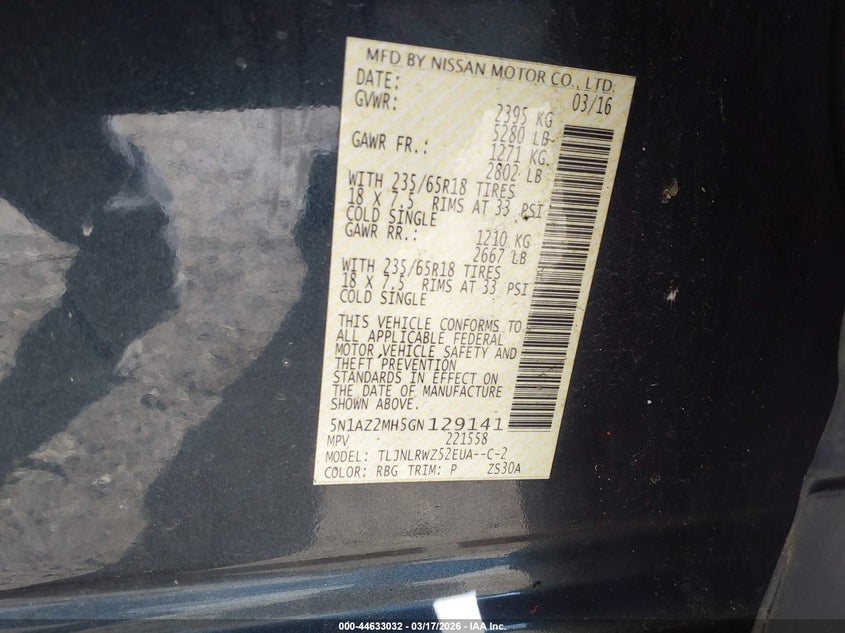 MFD BY NISSAN MOTOR CO., LTD.
DATE: 03/16
GVWR: 2395 KG
5280 LB
GAWR FR.: 1271 KG
2802 LB
WITH 235/65R18 TIRES
18 X 7.5 RIMS AT 33 PSI
COLD SINGLE
GAWR RR.: 1210 KG
2667 LB
WITH 235/65R18 TIRES
18 X 7.5 RIMS AT 33 PSI
COLD SINGLE
THIS VEHICLE CONFORMS TO
ALL APPLICABLE FEDERAL
MOTOR VEHICLE SAFETY AND
THEFT PREVENTION
STANDARDS IN EFFECT ON
THE DATE OF MANUFACTURE
SHOWN ABOVE.
5N1AZ2MH5GN129141
MPV 221558
MODEL: TLJNLRWZ52EUA--C-2
COLOR: RBG TRIM: P ZS30A
000-44633032 - 03/17/2026 - IAA Inc.